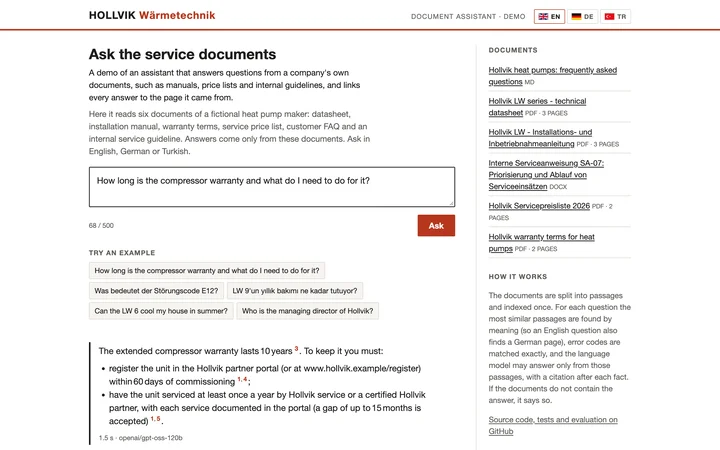 HOLLVIK Wärmetechnik
DOCUMENT ASSISTANT · DEMO
EN
DE
TR
Ask the service documents
A demo of an assistant that answers questions from a company's own
documents, such as manuals, price lists and internal guidelines, and links
every answer to the page it came from.
Here it reads six documents of a fictional heat pump maker: datasheet,
installation manual, warranty terms, service price list, customer FAQ and an
internal service guideline. Answers come only from these documents. Ask in
English, German or Turkish.
How long is the compressor warranty and what do I need to do for it?
68 / 500
Ask
TRY AN EXAMPLE
How long is the compressor warranty and what do I need to do for it?
Was bedeutet der Störungscode E12?
LW 9'un yıllık bakımı ne kadar tutuyor?
Can the LW 6 cool my house in summer?
Who is the managing director of Hollvik?
The extended compressor warranty lasts 10 years 3. To keep it you must:
• register the unit in the Hollvik partner portal (or at www.hollvik.example/register)
within 60 days of commissioning 1, 4;
• have the unit serviced at least once a year by Hollvik service or a certified Hollvik
partner, with each service documented in the portal (a gap of up to 15 months is
accepted) 1, 5.
1.5 s · openai/gpt-oss-120b
DOCUMENTS
Hollvik heat pumps: frequently asked
questions MD
Hollvik LW series - technical
datasheet PDF · 3 PAGES
Hollvik LW - Installations- und
Inbetriebnahmeanleitung PDF · 3 PAGES
Interne Serviceanweisung SA-07:
Priorisierung und Ablauf von
Serviceeinsätzen DOCX
Hollvik Servicepreisliste 2026 PDF · 2
PAGES
Hollvik warranty terms for heat
pumps PDF · 2 PAGES
HOW IT WORKS
The documents are split into passages
and indexed once. For each question the
most similar passages are found by
meaning (so an English question also
finds a German page), error codes are
matched exactly, and the language
model may answer only from those
passages, with a citation after each fact.
If the documents do not contain the
answer, it says so.
Source code, tests and evaluation on
GitHub